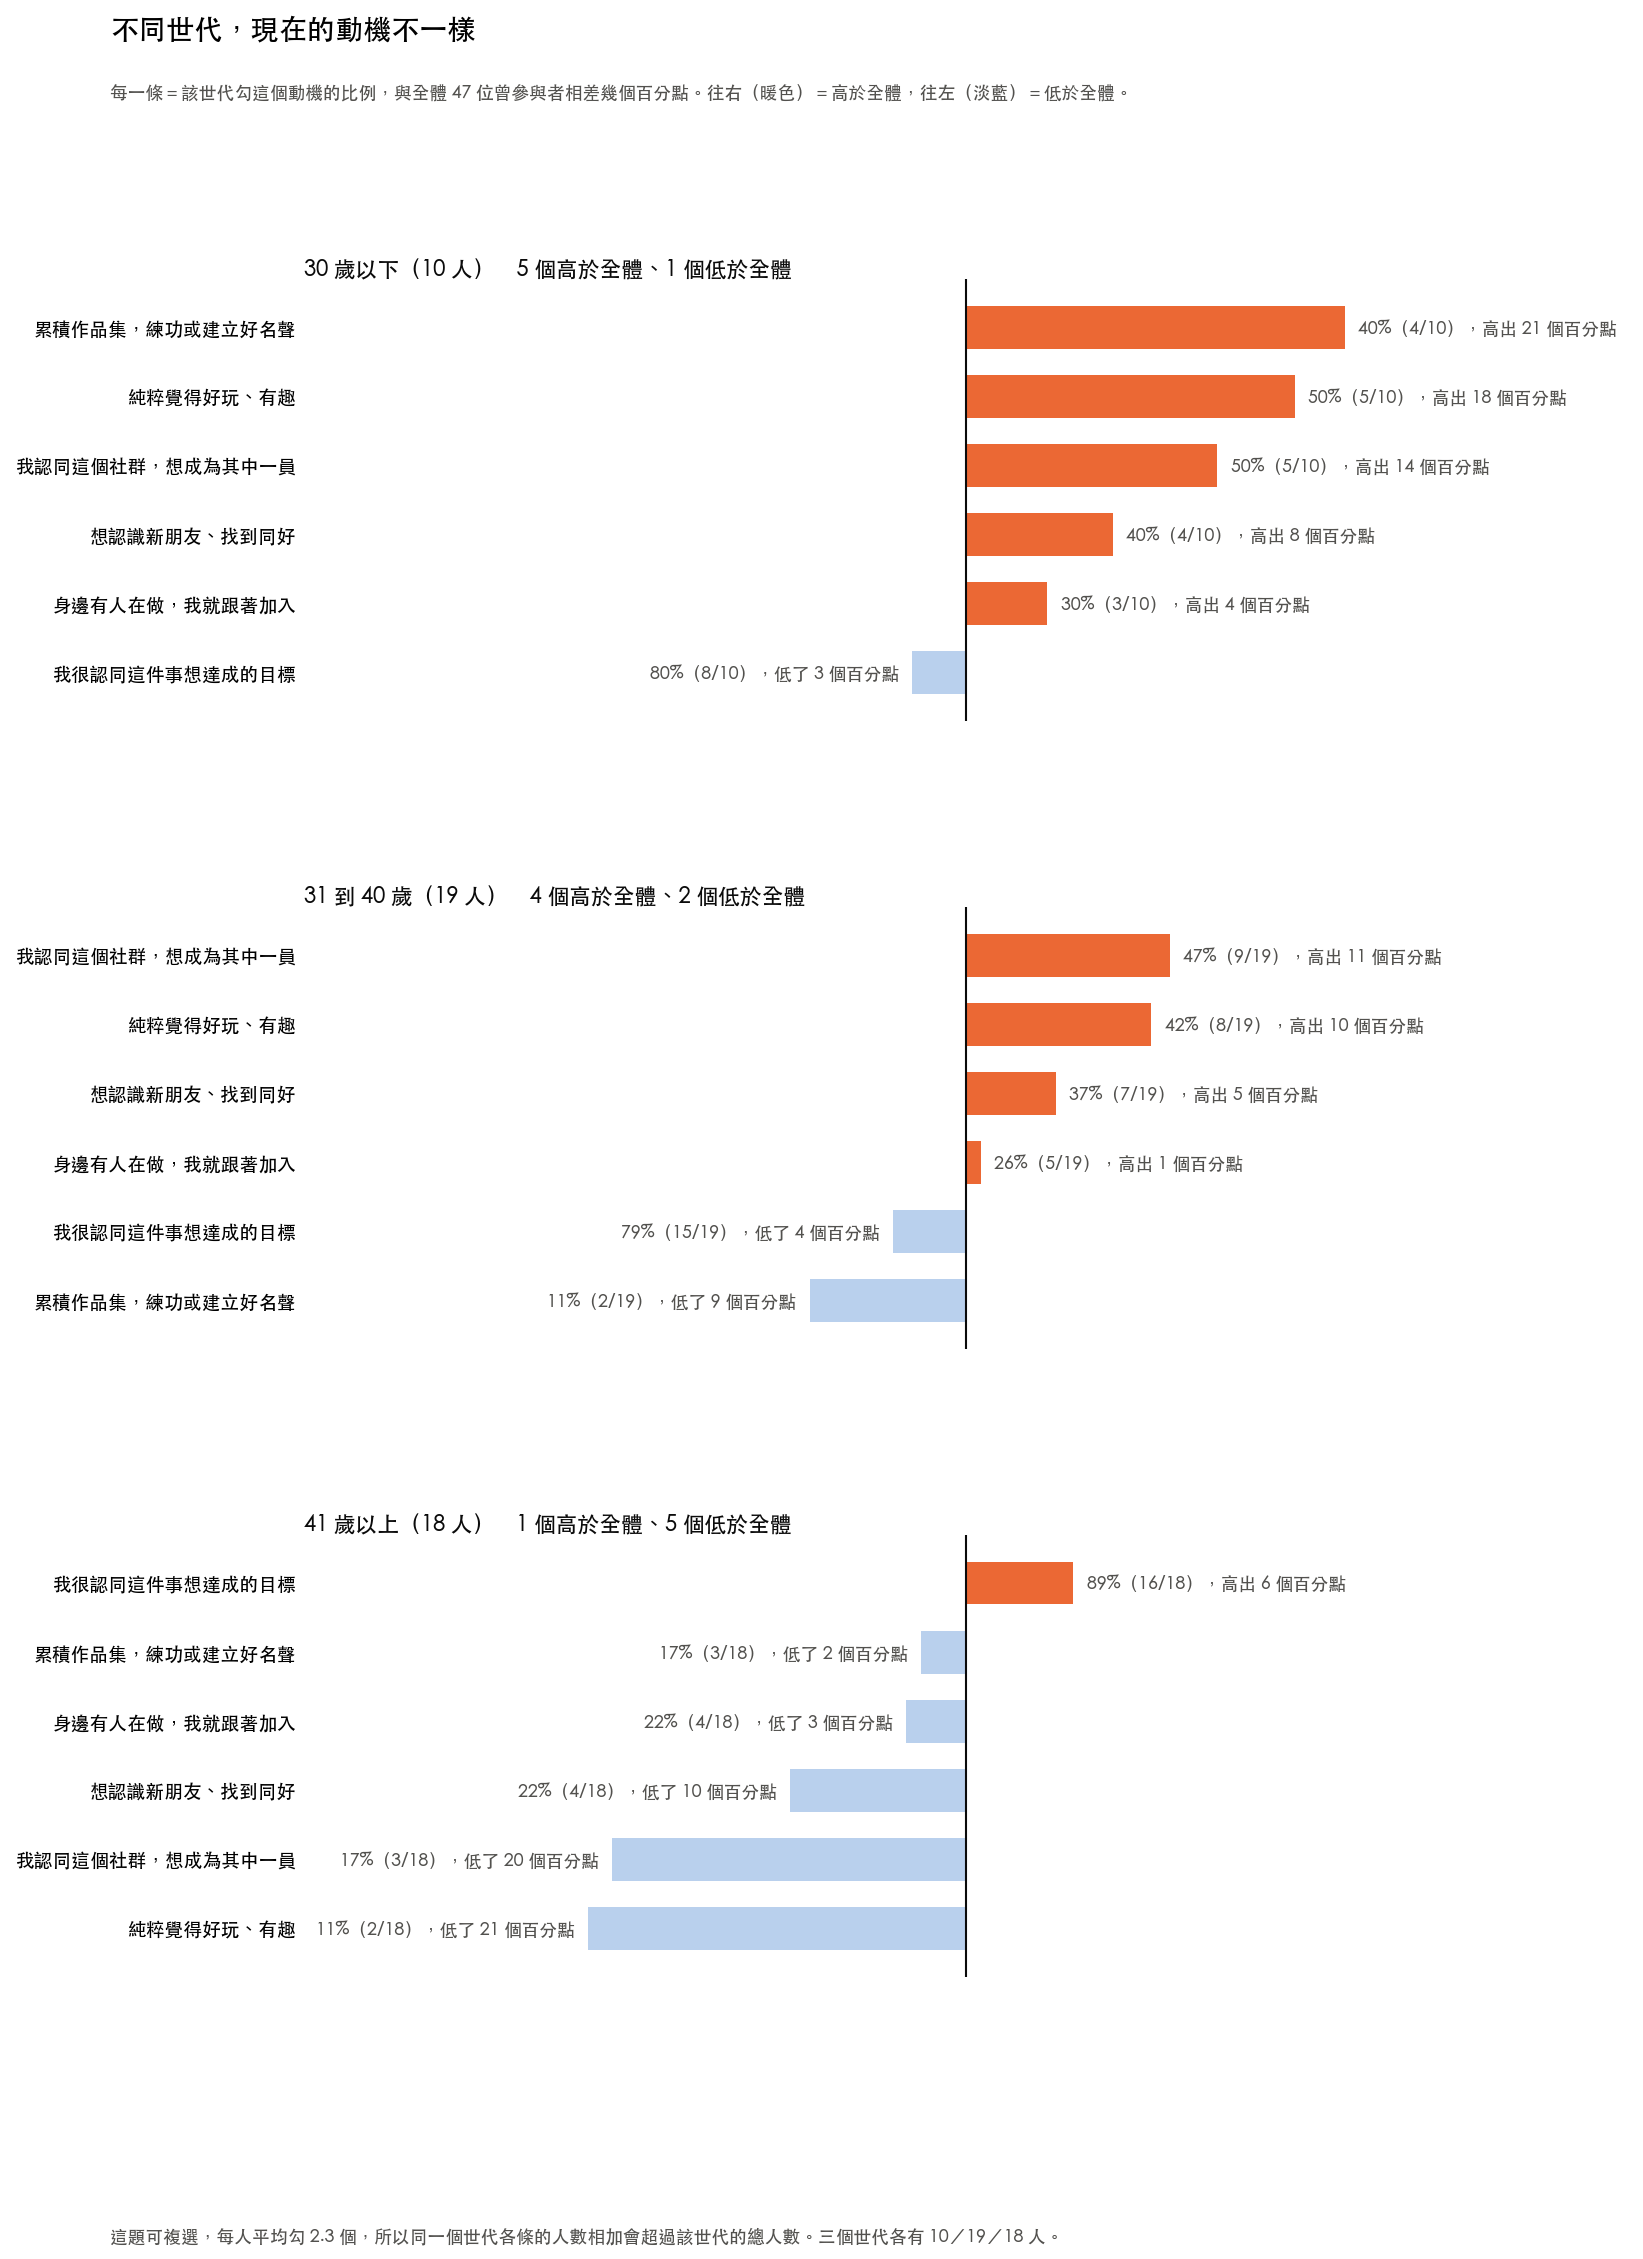 不同世代，現在的動機不一樣
每一條＝該世代勾這個動機的比例，與全體 47 位曾參與者相差幾個百分點。往右（暖色）＝高於全體，往左（淡藍）＝低於全體。
30 歲以下（10 人）　5 個高於全體、1 個低於全體
累積作品集，練功或建立好名聲 40%（4/10），高出 21 個百分點
純粹覺得好玩、有趣 50%（5/10），高出 18 個百分點
我認同這個社群，想成為其中一員 50%（5/10），高出 14 個百分點
想認識新朋友、找到同好 40%（4/10），高出 8 個百分點
身邊有人在做，我就跟著加入 30%（3/10），高出 4 個百分點
我很認同這件事想達成的目標 80%（8/10），低了 3 個百分點
31 到 40 歲（19 人）　4 個高於全體、2 個低於全體
我認同這個社群，想成為其中一員 47%（9/19），高出 11 個百分點
純粹覺得好玩、有趣 42%（8/19），高出 10 個百分點
想認識新朋友、找到同好 37%（7/19），高出 5 個百分點
身邊有人在做，我就跟著加入 26%（5/19），高出 1 個百分點
我很認同這件事想達成的目標 79%（15/19），低了 4 個百分點
累積作品集，練功或建立好名聲 11%（2/19），低了 9 個百分點
41 歲以上（18 人）　1 個高於全體、5 個低於全體
我很認同這件事想達成的目標 89%（16/18），高出 6 個百分點
累積作品集，練功或建立好名聲 17%（3/18），低了 2 個百分點
身邊有人在做，我就跟著加入 22%（4/18），低了 3 個百分點
想認識新朋友、找到同好 22%（4/18），低了 10 個百分點
我認同這個社群，想成為其中一員 17%（3/18），低了 20 個百分點
純粹覺得好玩、有趣 11%（2/18），低了 21 個百分點
這題可複選，每人平均勾 2.3 個，所以同一個世代各條的人數相加會超過該世代的總人數。三個世代各有 10／19／18 人。